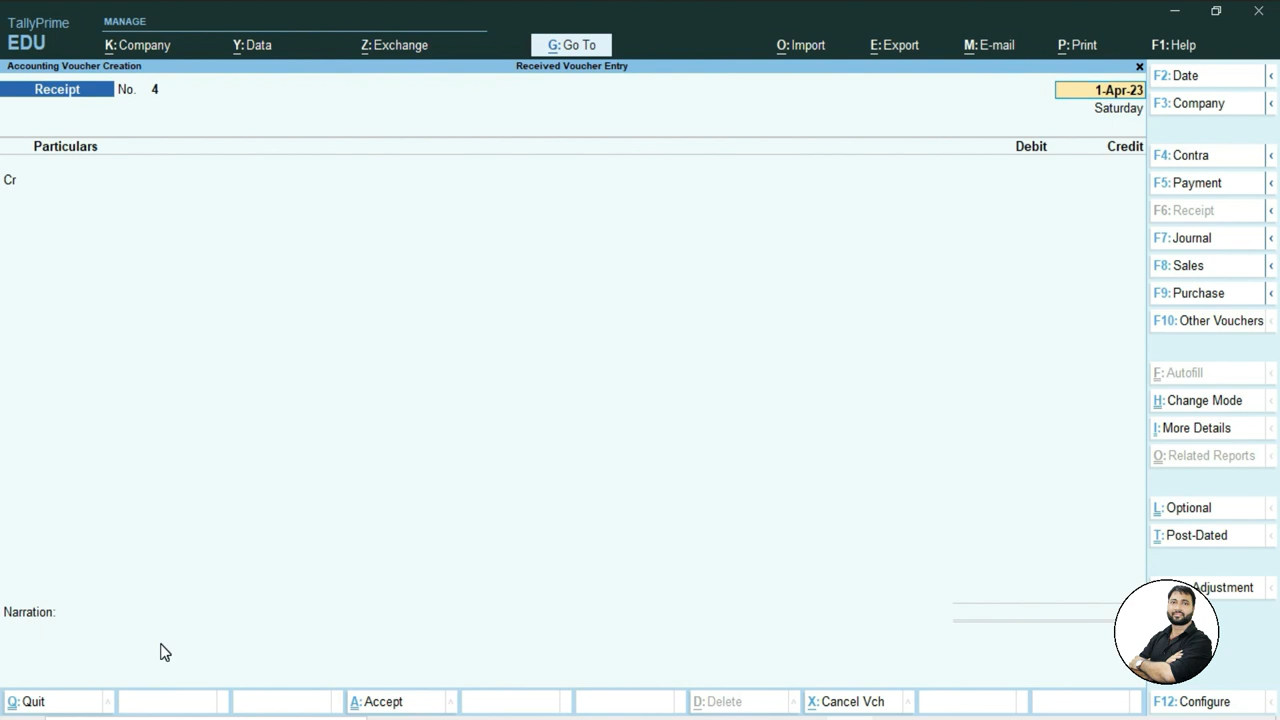 TallyPrime
EDU
MANAGE
K: Company
Y: Data
Z: Exchange
G: Go To
O: Import
E: Export
M: E-mail
P: Print
F1: Help
Accounting Voucher Creation
Received Voucher Entry
Receipt No. 4
1-Apr-23
Saturday
Particulars
Debit
Credit
Cr
Narration:
F2: Date
F3: Company
F4: Contra
F5: Payment
F6: Receipt
F7: Journal
F8: Sales
F9: Purchase
F10: Other Vouchers
F: Autofill
H: Change Mode
I: More Details
O: Related Reports
L: Optional
T: Post-Dated
Adjustment
Q: Quit
A: Accept
D: Delete
X: Cancel Vch
F12: Configure